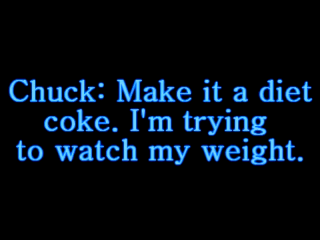 Chuck: Make it a diet
coke. I'm trying
to watch my weight.